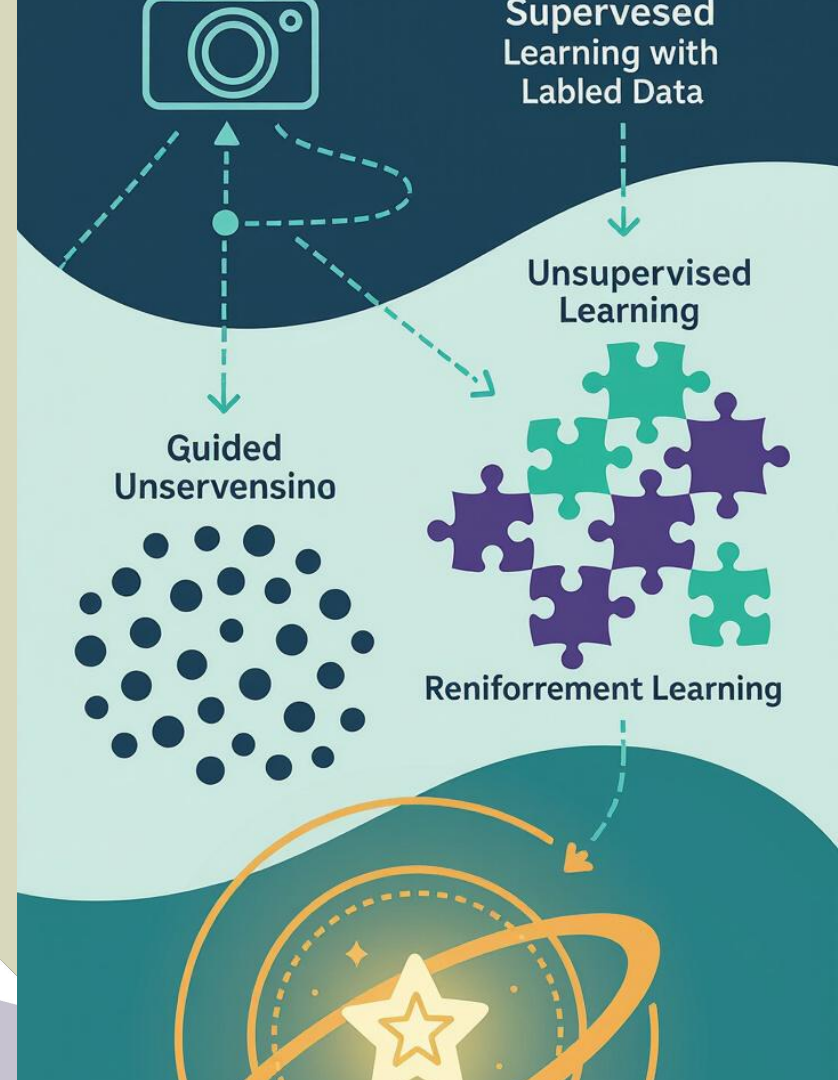 Supervesed
Learning with
Labled Data
Unsupervised
Learning
Guided
Unservensino
Reniforrement Learning